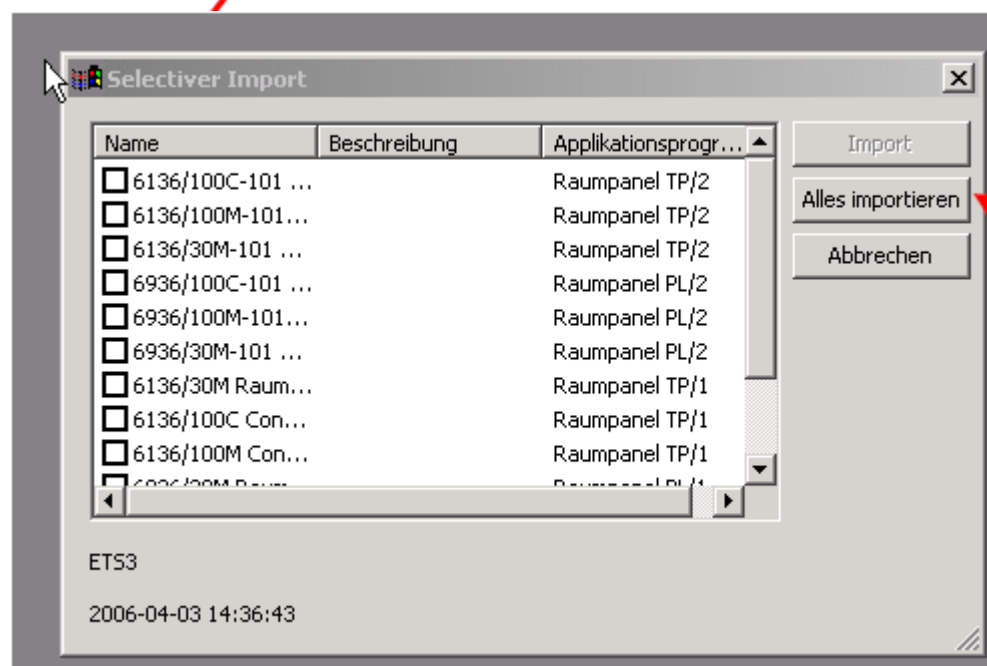 Selectiver Import
Name Beschreibung Applikationsprogr...
6136/100C-101 ... Raumpanel TP/2
6136/100M-101... Raumpanel TP/2
6136/30M-101 ... Raumpanel TP/2
6936/100C-101 ... Raumpanel PL/2
6936/100M-101... Raumpanel PL/2
6936/30M-101 ... Raumpanel PL/2
6136/30M Raum... Raumpanel TP/1
6136/100C Con... Raumpanel TP/1
6136/100M Con... Raumpanel TP/1
Import
Alles importieren
Abbrechen
ETS3
2006-04-03 14:36:43